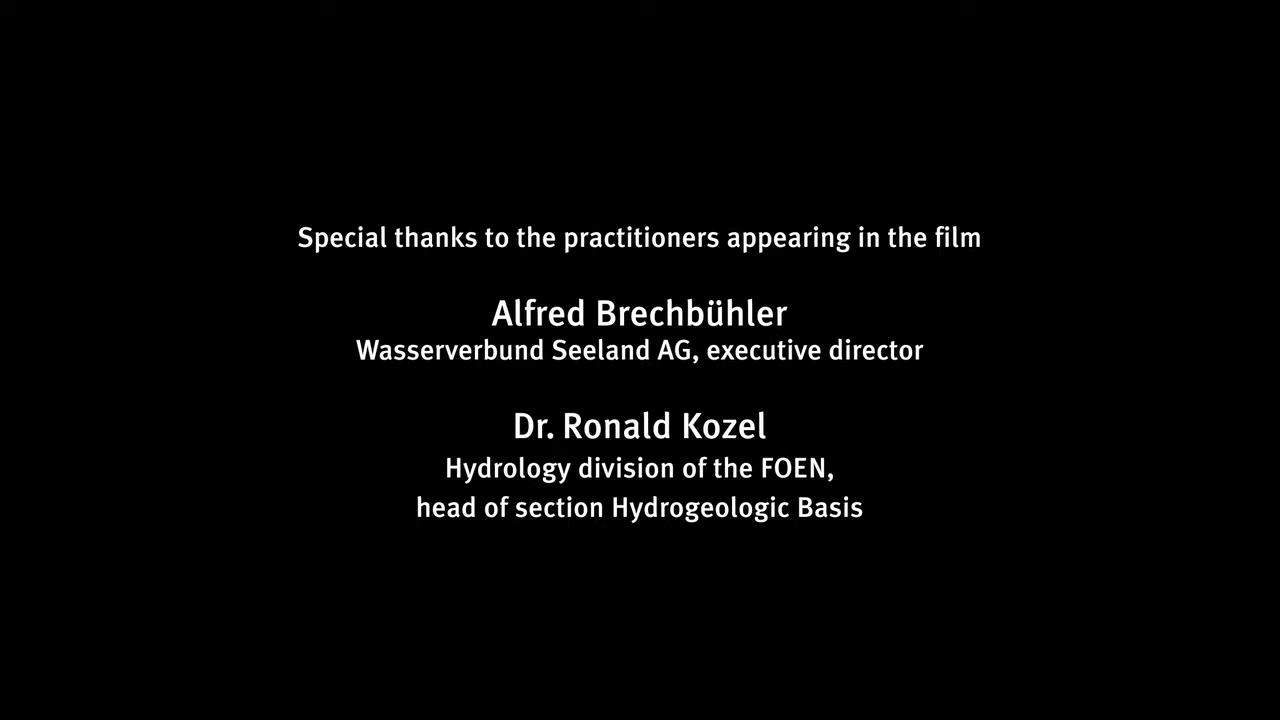 Special thanks to the practitioners appearing in the film
Alfred Brechbühler
Wasserverbund Seeland AG, executive director
Dr. Ronald Kozel
Hydrology division of the FOEN,
head of section Hydrogeologic Basis